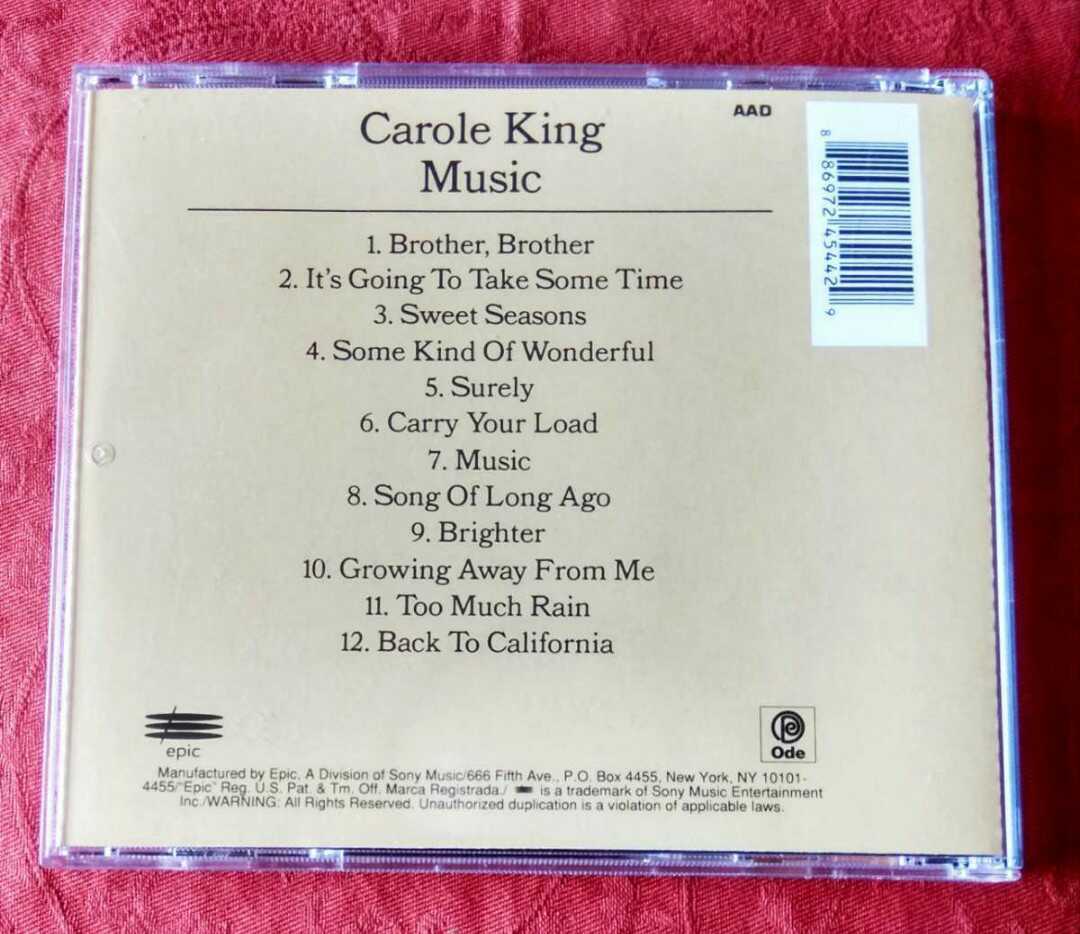 Carole King
Music
AAD
8 86972 45442 9
1. Brother, Brother
2. It's Going To Take Some Time
3. Sweet Seasons
4. Some Kind Of Wonderful
5. Surely
6. Carry Your Load
7. Music
8. Song Of Long Ago
9. Brighter
10. Growing Away From Me
11. Too Much Rain
12. Back To California
epic
Ode
Manufactured by Epic, A Division of Sony Music/666 Fifth Ave., P.O. Box 4455, New York, NY 10101-
4455/"Epic" Reg. U.S. Pat. & Tm. Off. Marca Registrada./ is a trademark of Sony Music Entertainment
Inc./WARNING: All Rights Reserved. Unauthorized duplication is a violation of applicable laws.